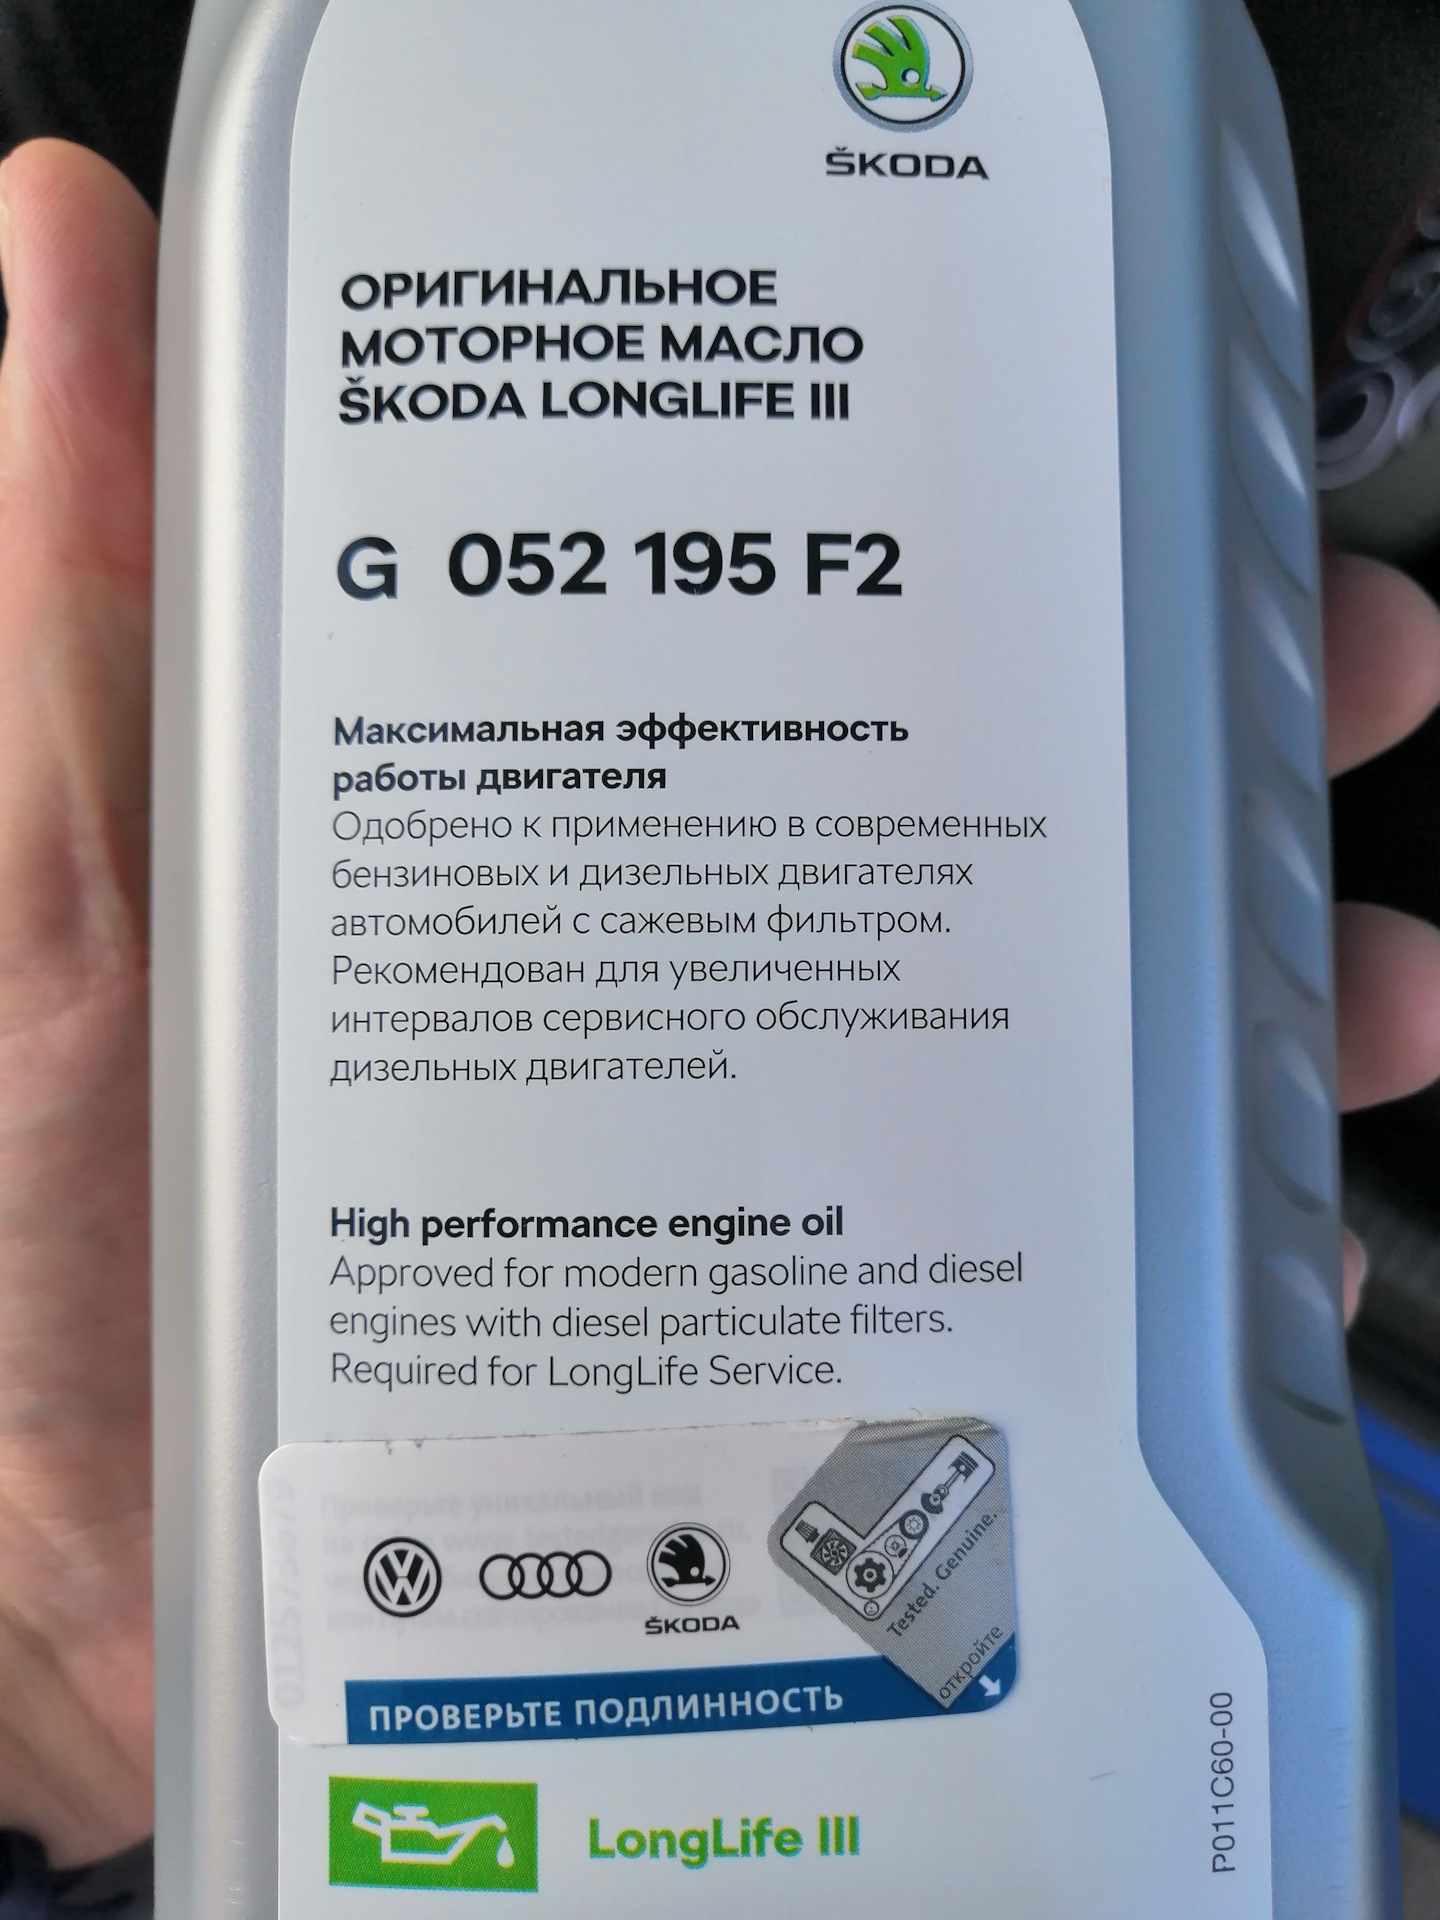 ŠKODA
ОРИГИНАЛЬНОЕ
МОТОРНОЕ МАСЛО
ŠKODA LONGLIFE III
G 052 195 F2
Максимальная эффективность
работы двигателя
Одобрено к применению в современных
бензиновых и дизельных двигателях
автомобилей с сажевым фильтром.
Рекомендован для увеличенных
интервалов сервисного обслуживания
дизельных двигателей.
High performance engine oil
Approved for modern gasoline and diesel
engines with diesel particulate filters.
Required for LongLife Service.
Проверьте уникальный код
ŠKODA
Tested. Genuine.
откройте
ПРОВЕРЬТЕ ПОДЛИННОСТЬ
LongLife III
P011C60-00